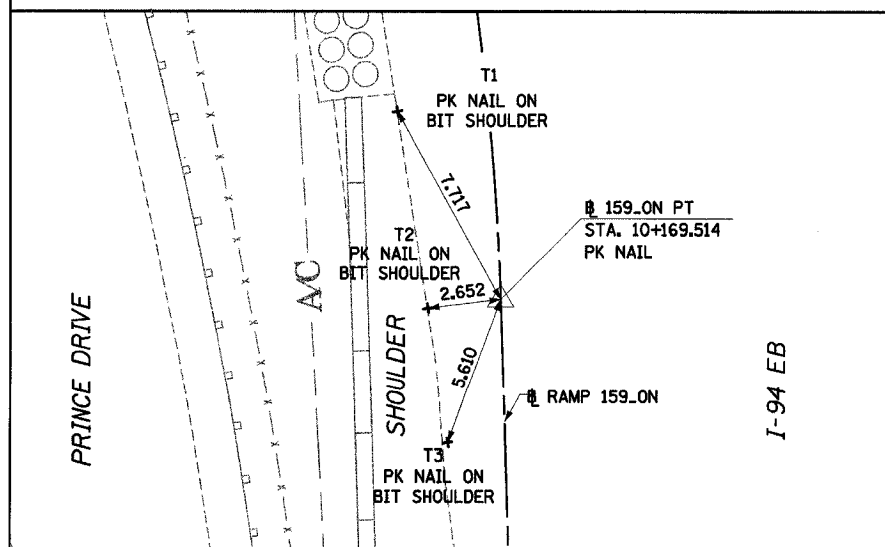 T1
PK NAIL ON
BIT SHOULDER
7.717
℄ 159_ON PT
STA. 10+169.514
PK NAIL
T2
PK NAIL ON
BIT SHOULDER
2.652
A/C
SHOULDER
5.610
PRINCE DRIVE
℄ RAMP 159_ON
I-94 EB
T3
PK NAIL ON
BIT SHOULDER